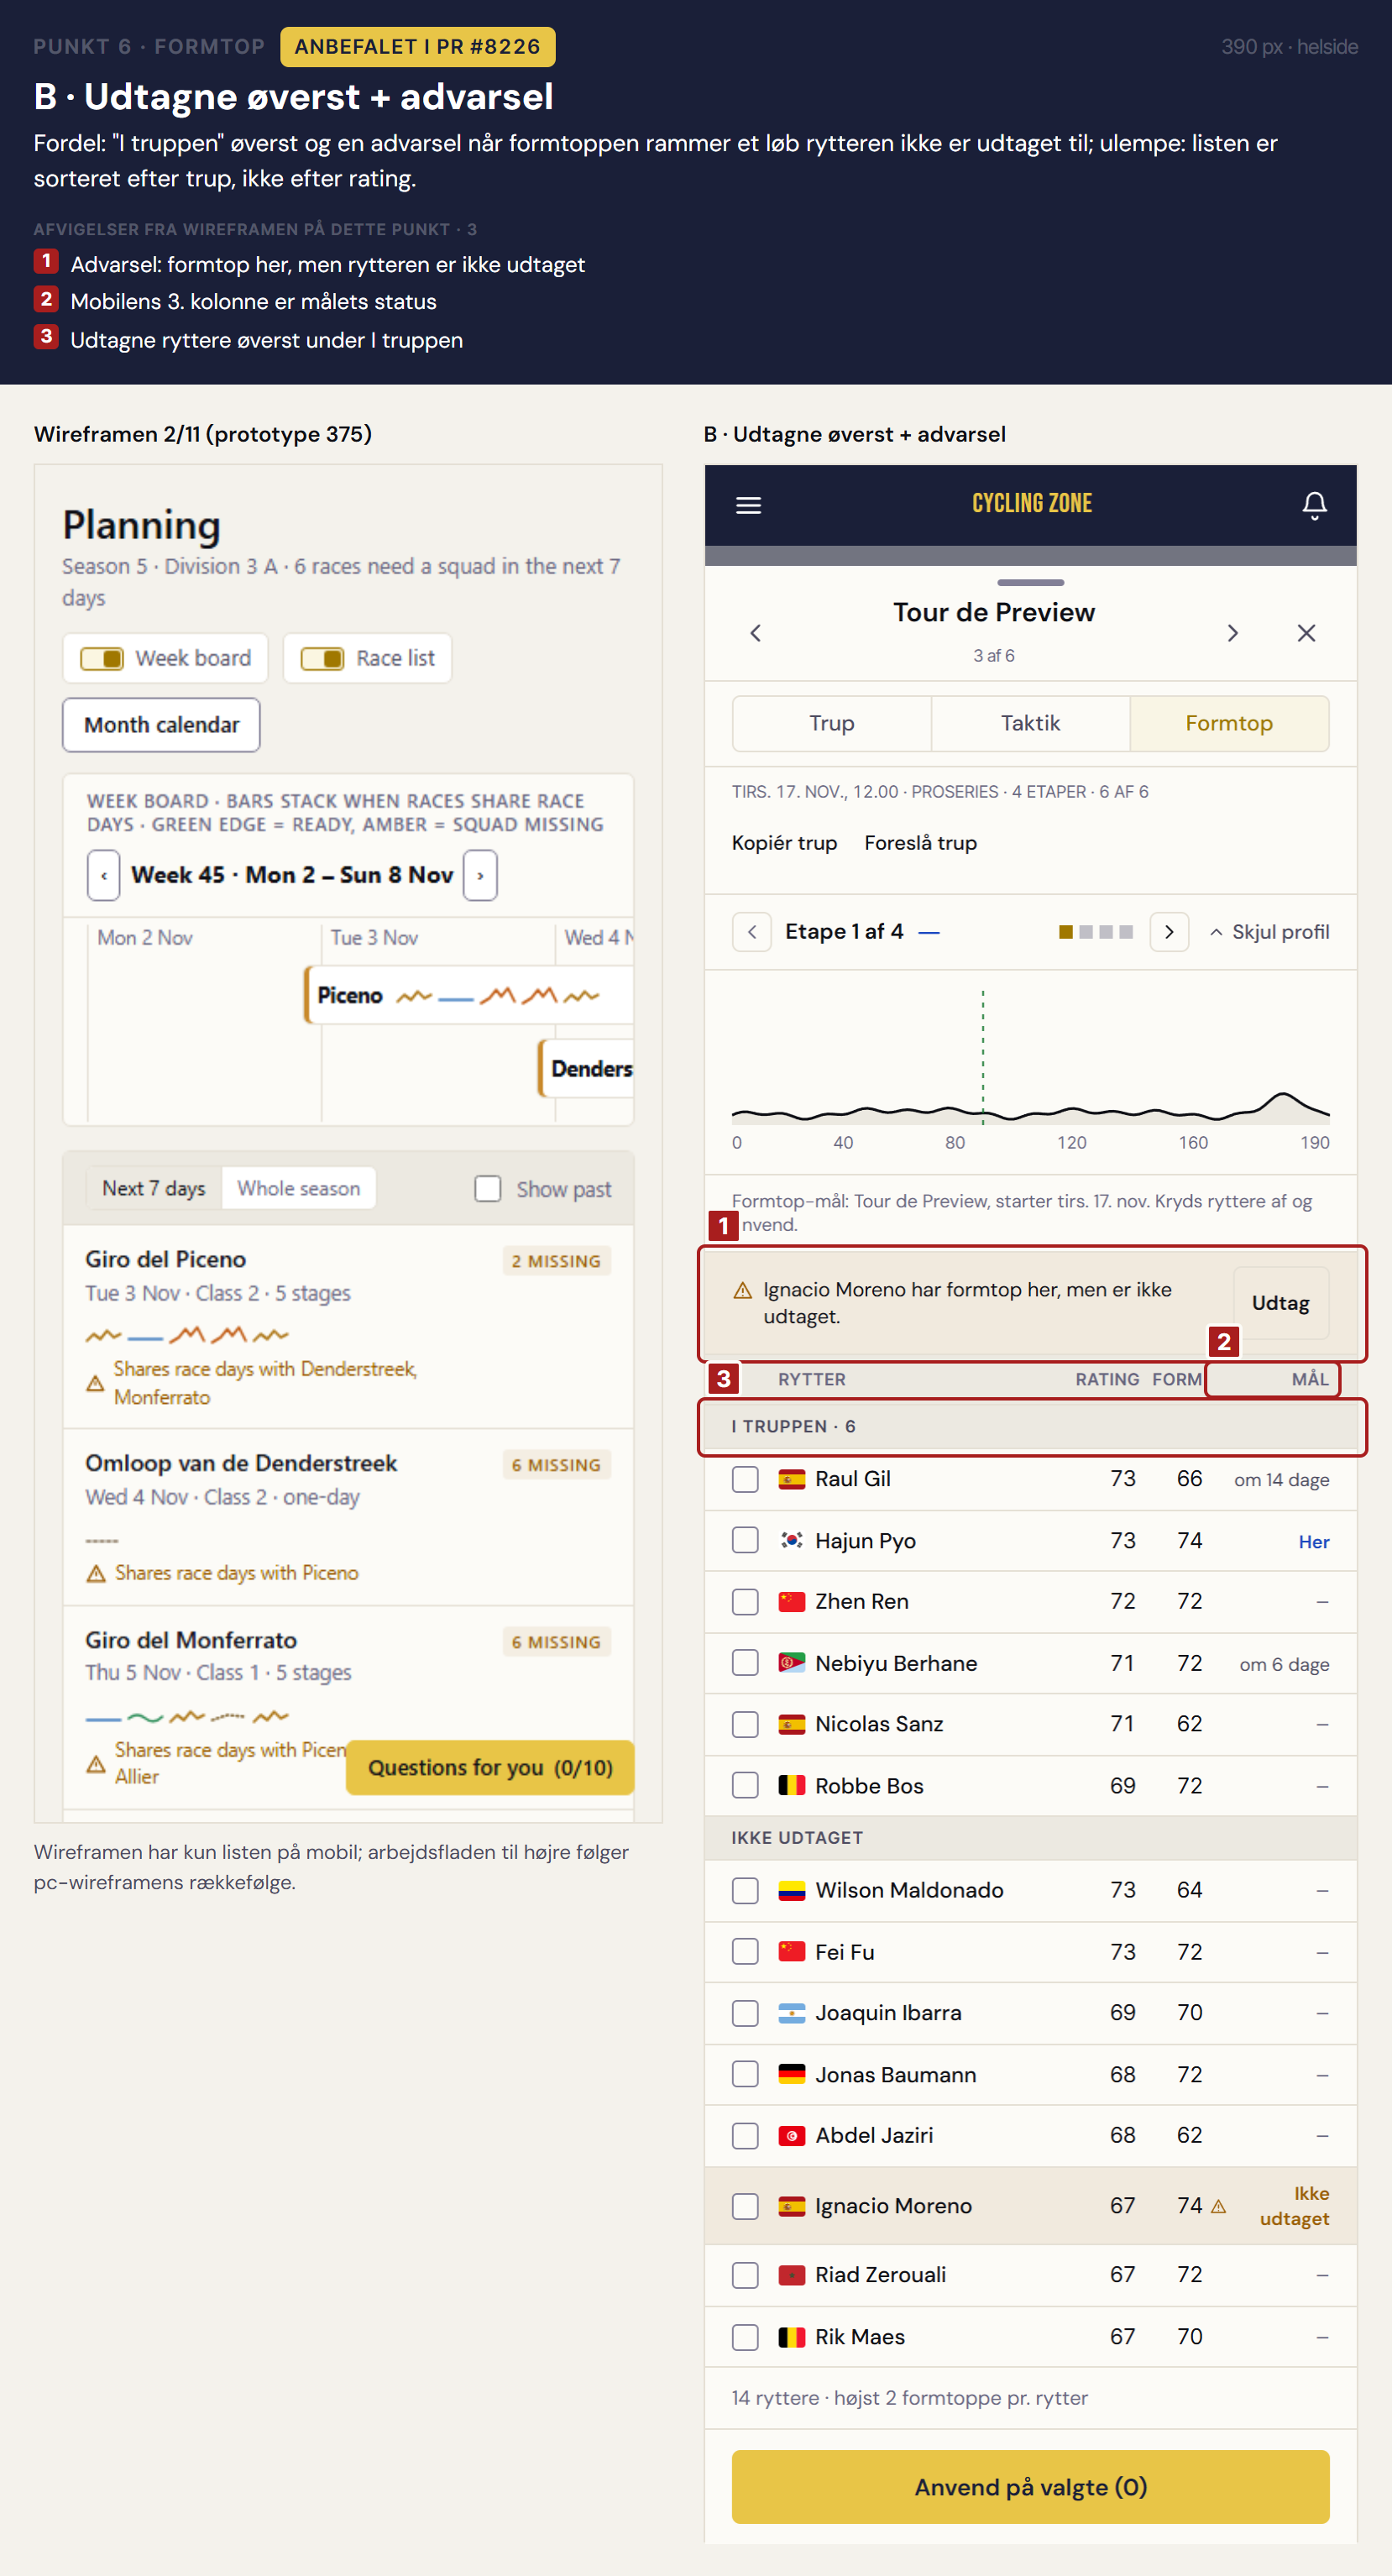 PUNKT 6 · FORMTOP
ANBEFALET I PR #8226
390 px · helside
B · Udtagne øverst + advarsel
Fordel: "I truppen" øverst og en advarsel når formtoppen rammer et løb rytteren ikke er udtaget til; ulempe: listen er
sorteret efter trup, ikke efter rating.
AFVIGELSER FRA WIREFRAMEN PÅ DETTE PUNKT · 3
1 Advarsel: formtop her, men rytteren er ikke udtaget
2 Mobilens 3. kolonne er målets status
3 Udtagne ryttere øverst under I truppen
Wireframen 2/11 (prototype 375)
Planning
Season 5 · Division 3 A · 6 races need a squad in the next 7
days
Week board
Race list
Month calendar
WEEK BOARD · BARS STACK WHEN RACES SHARE RACE
DAYS · GREEN EDGE = READY, AMBER = SQUAD MISSING
‹ Week 45 · Mon 2 – Sun 8 Nov ›
Mon 2 Nov
Tue 3 Nov
Wed 4 N
Piceno
Denders
Next 7 days
Whole season
Show past
Giro del Piceno
2 MISSING
Tue 3 Nov · Class 2 · 5 stages
Shares race days with Denderstreek,
Monferrato
Omloop van de Denderstreek
6 MISSING
Wed 4 Nov · Class 2 · one-day
Shares race days with Piceno
Giro del Monferrato
6 MISSING
Thu 5 Nov · Class 1 · 5 stages
Shares race days with Picen
Allier
Questions for you (0/10)
Wireframen har kun listen på mobil; arbejdsfladen til højre følger
pc-wireframens rækkefølge.
B · Udtagne øverst + advarsel
CYCLING ZONE
Tour de Preview
3 af 6
Trup
Taktik
Formtop
TIRS. 17. NOV., 12.00 · PROSERIES · 4 ETAPER · 6 AF 6
Kopiér trup
Foreslå trup
Etape 1 af 4
Skjul profil
0 40 80 120 160 190
Formtop-mål: Tour de Preview, starter tirs. 17. nov. Kryds ryttere af og
nvend.
1
Ignacio Moreno har formtop her, men er ikke
udtaget.
Udtag
2
3
RYTTER RATING FORM MÅL
I TRUPPEN · 6
Raul Gil 73 66 om 14 dage
Hajun Pyo 73 74 Her
Zhen Ren 72 72 –
Nebiyu Berhane 71 72 om 6 dage
Nicolas Sanz 71 62 –
Robbe Bos 69 72 –
IKKE UDTAGET
Wilson Maldonado 73 64 –
Fei Fu 73 72 –
Joaquin Ibarra 69 70 –
Jonas Baumann 68 72 –
Abdel Jaziri 68 62 –
Ignacio Moreno 67 74 Ikke
udtaget
Riad Zerouali 67 72 –
Rik Maes 67 70 –
14 ryttere · højst 2 formtoppe pr. rytter
Anvend på valgte (0)